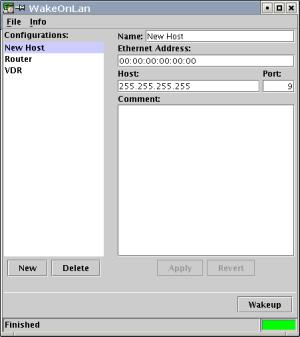 WakeOnLan
File Info
Configurations:
New Host
Router
VDR
Name: New Host
Ethernet Address:
00:00:00:00:00:00
Host: Port:
255.255.255.255 9
Comment:
New Delete Apply Revert
Wakeup
Finished